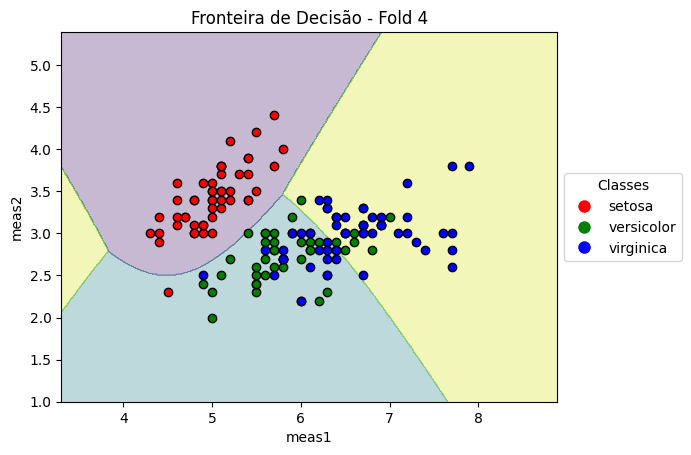 Fronteira de Decisão - Fold 4
meas2
5.0
4.5
4.0
3.5
3.0
2.5
2.0
1.5
1.0
4
5
6
7
8
meas1
Classes
setosa
versicolor
virginica